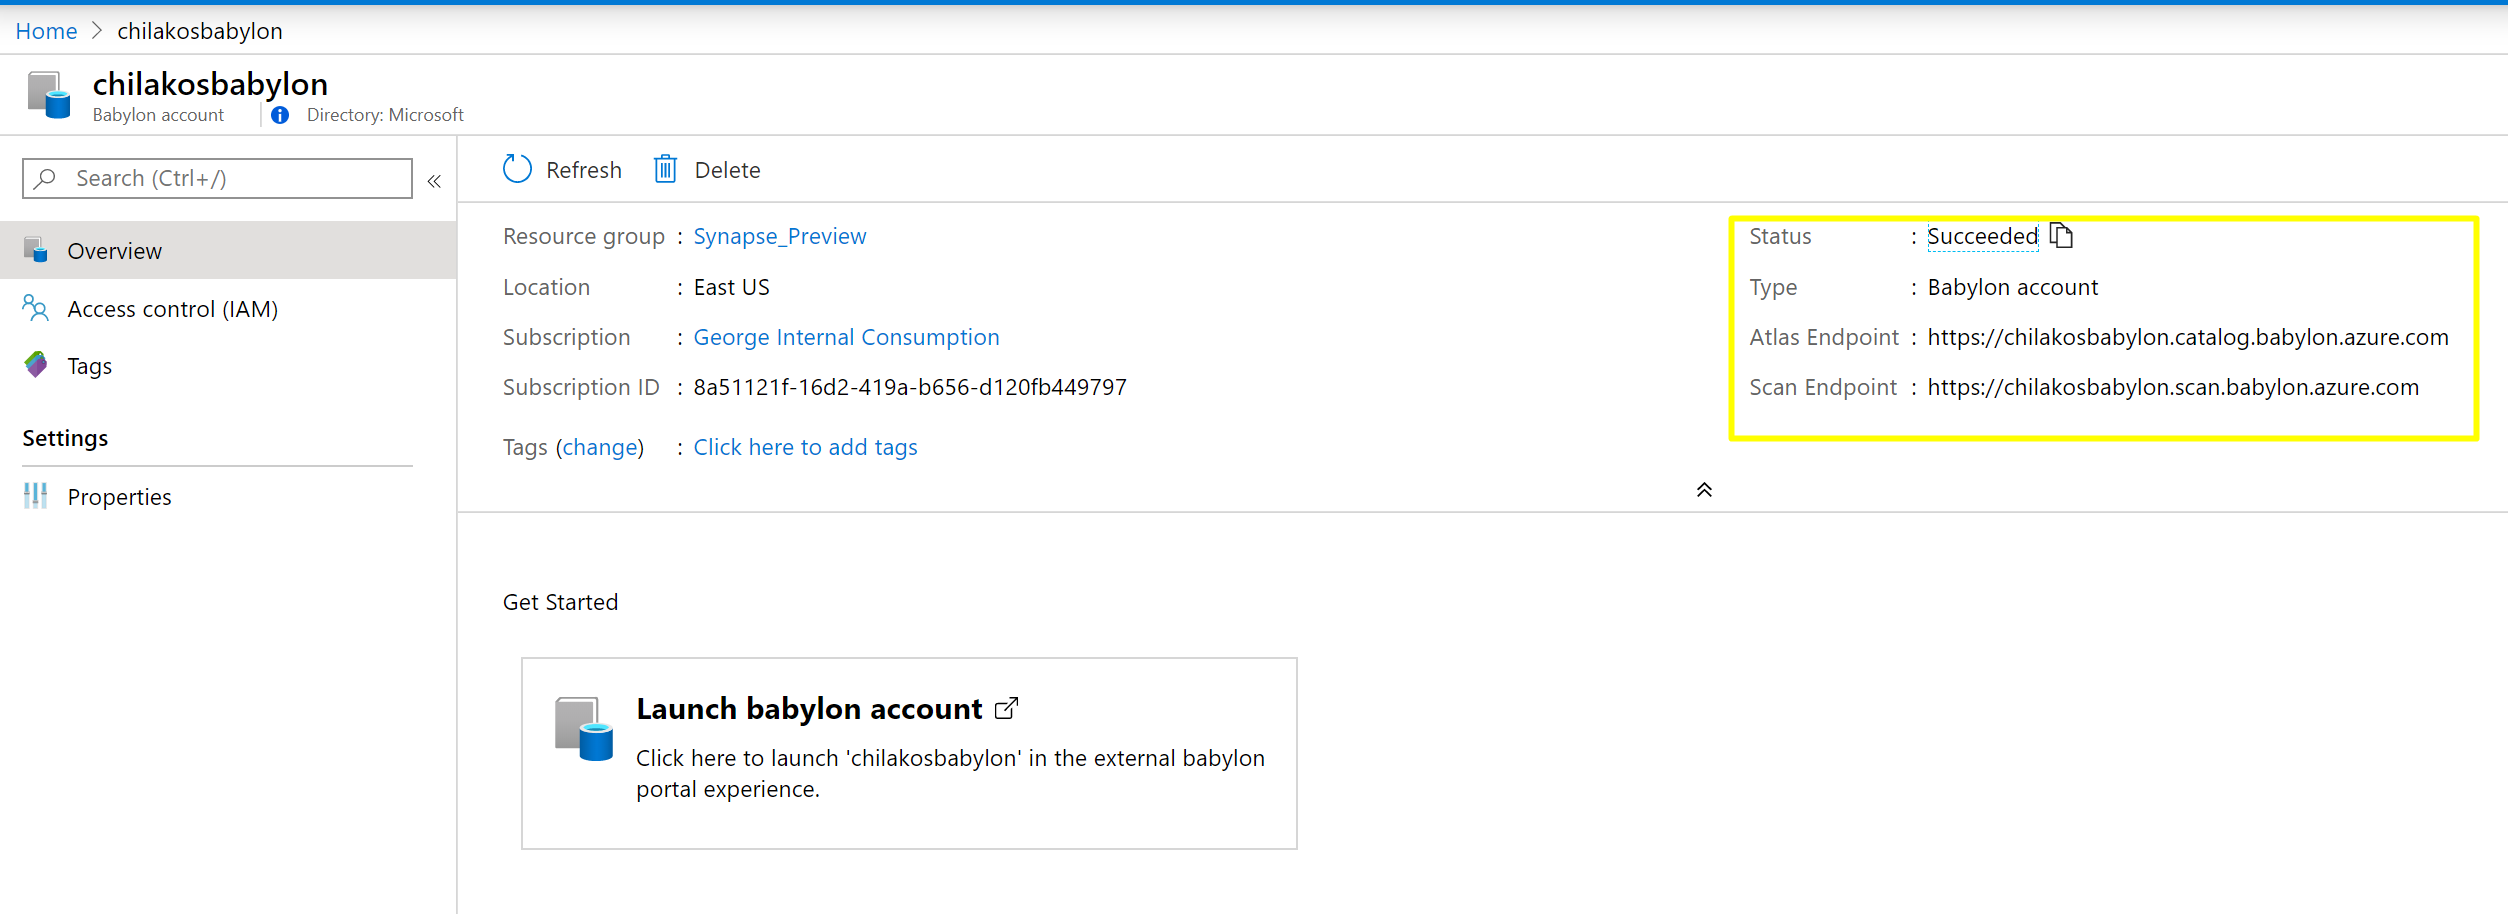 Home > chilakosbabylon
chilakosbabylon
Babylon account
Directory: Microsoft
Search (Ctrl+/)
«
Overview
Access control (IAM)
Tags
Settings
Properties
Refresh
Delete
Resource group : Synapse_Preview
Location : East US
Subscription : George Internal Consumption
Subscription ID : 8a51121f-16d2-419a-b656-d120fb449797
Tags (change) : Click here to add tags
Status : Succeeded
Type : Babylon account
Atlas Endpoint : https://chilakosbabylon.catalog.babylon.azure.com
Scan Endpoint : https://chilakosbabylon.scan.babylon.azure.com
Get Started
Launch babylon account
Click here to launch 'chilakosbabylon' in the external babylon
portal experience.